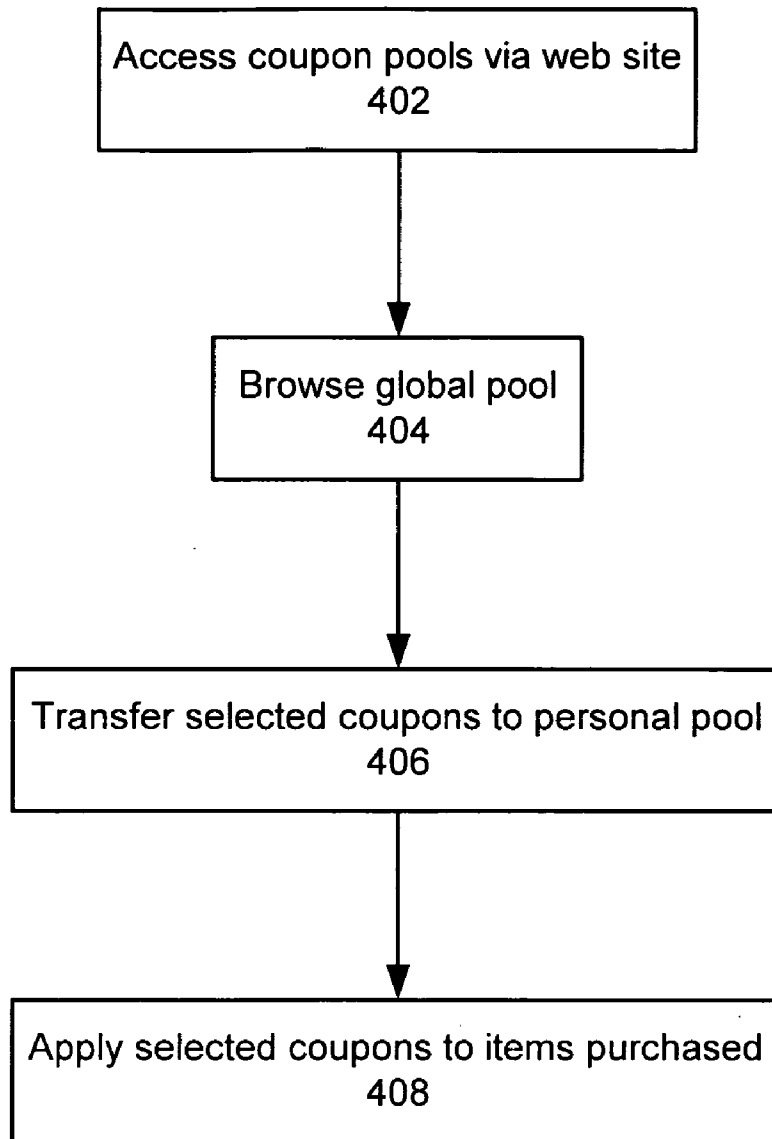 Access coupon pools via web site
402
Browse global pool
404
Transfer selected coupons to personal pool
406
Apply selected coupons to items purchased
408